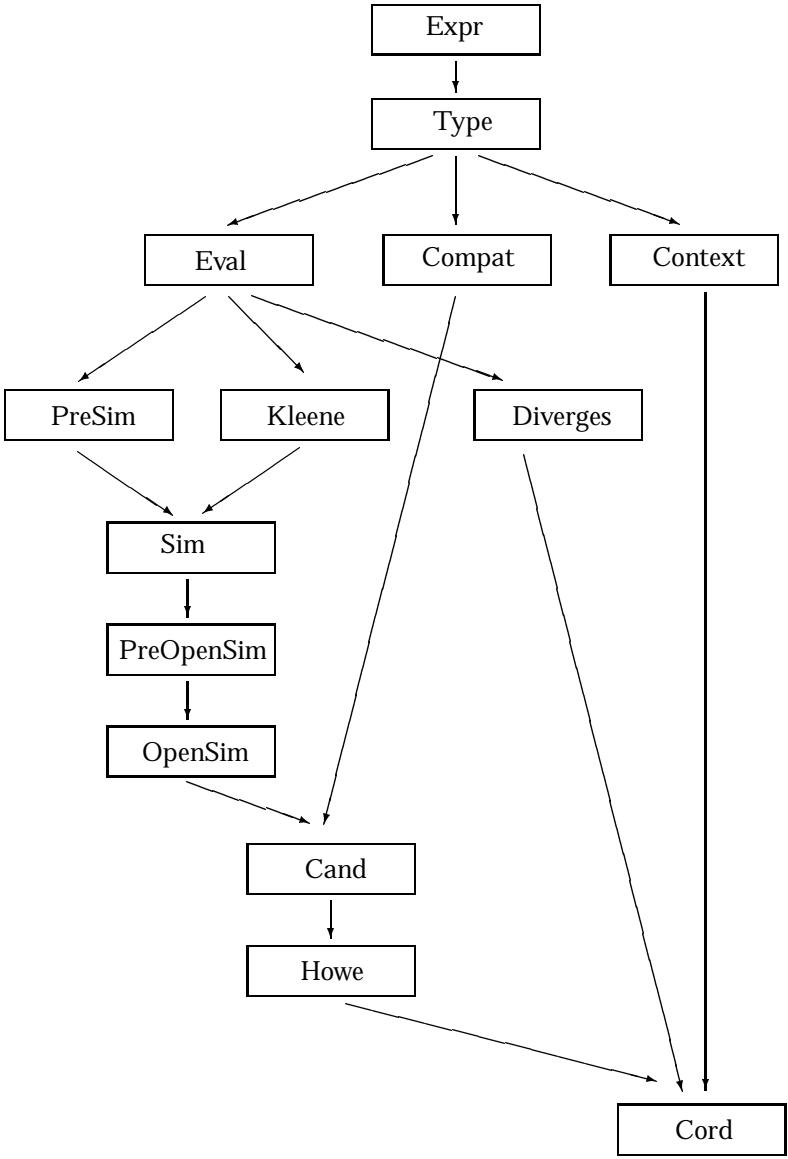 Expr
Type
Eval
Compat
Context
PreSim
Kleene
Diverges
Sim
PreOpenSim
OpenSim
Cand
Howe
Cord